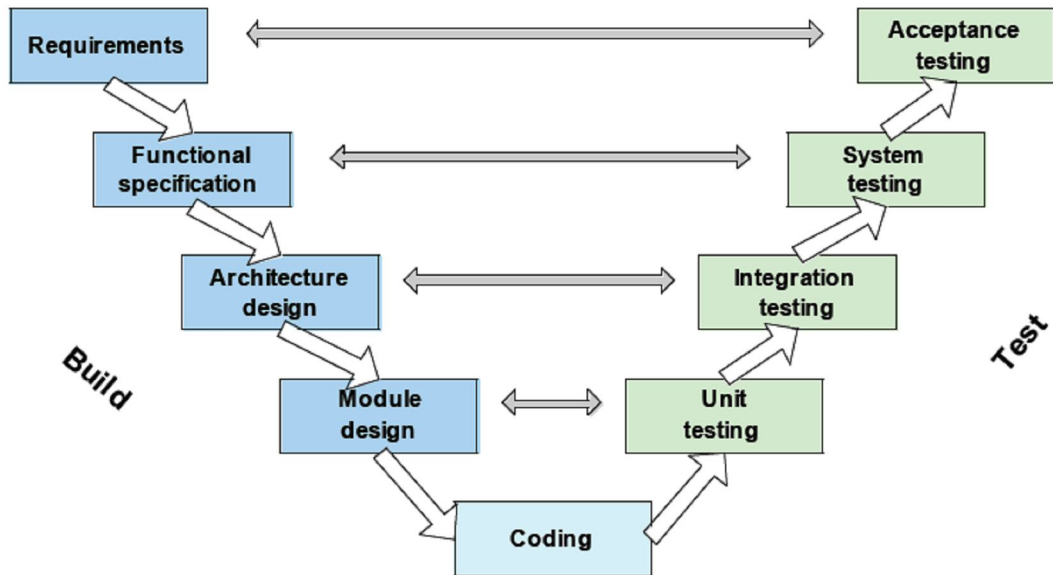 Requirements
Acceptance
testing
Functional
specification
System
testing
Architecture
design
Integration
testing
Build
Test
Module
design
Unit
testing
Coding